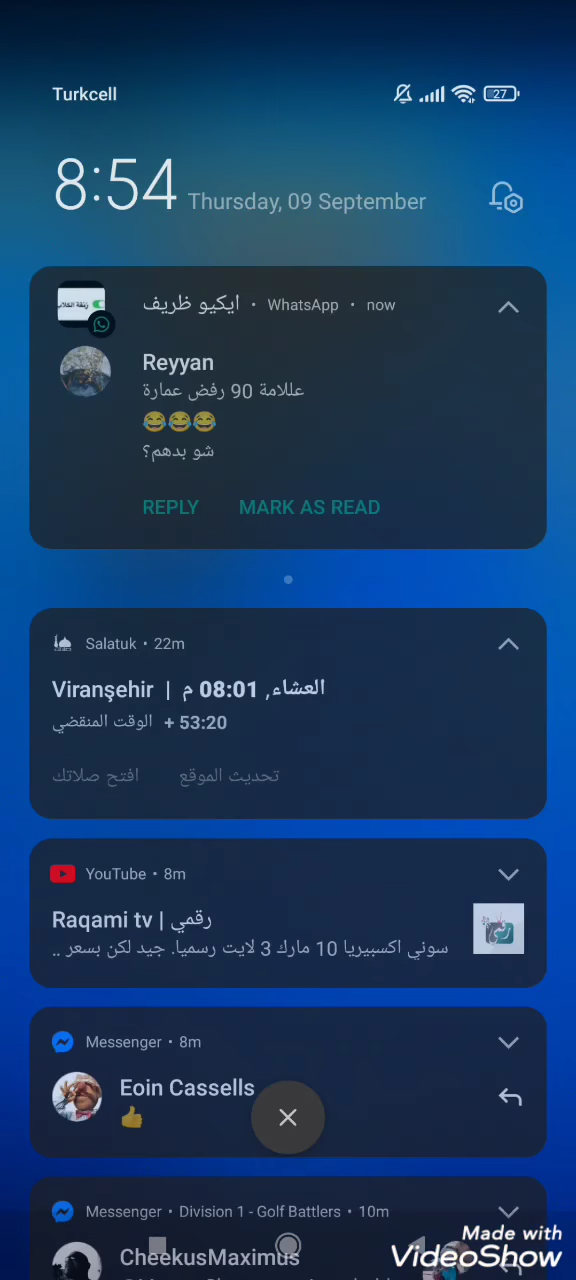 Turkcell
27
8:54 Thursday, 09 September
ايكيو ظريف • WhatsApp • now
Reyyan
عللامة 90 رفض عمارة
😂😂😂
شو بدهم؟
REPLY MARK AS READ
Salatuk • 22m
Viranşehir | العشاء, 08:01 م
الوقت المنقضي + 53:20
افتح صلاتك تحديث الموقع
YouTube • 8m
Raqami tv | رقمي
سوني اكسبيريا 10 مارك 3 لايت رسميا. جيد لكن بسعر ..
Messenger • 8m
Eoin Cassells
👍
Messenger • Division 1 - Golf Battlers • 10m
CheekusMaximus
Made with
VideoShow